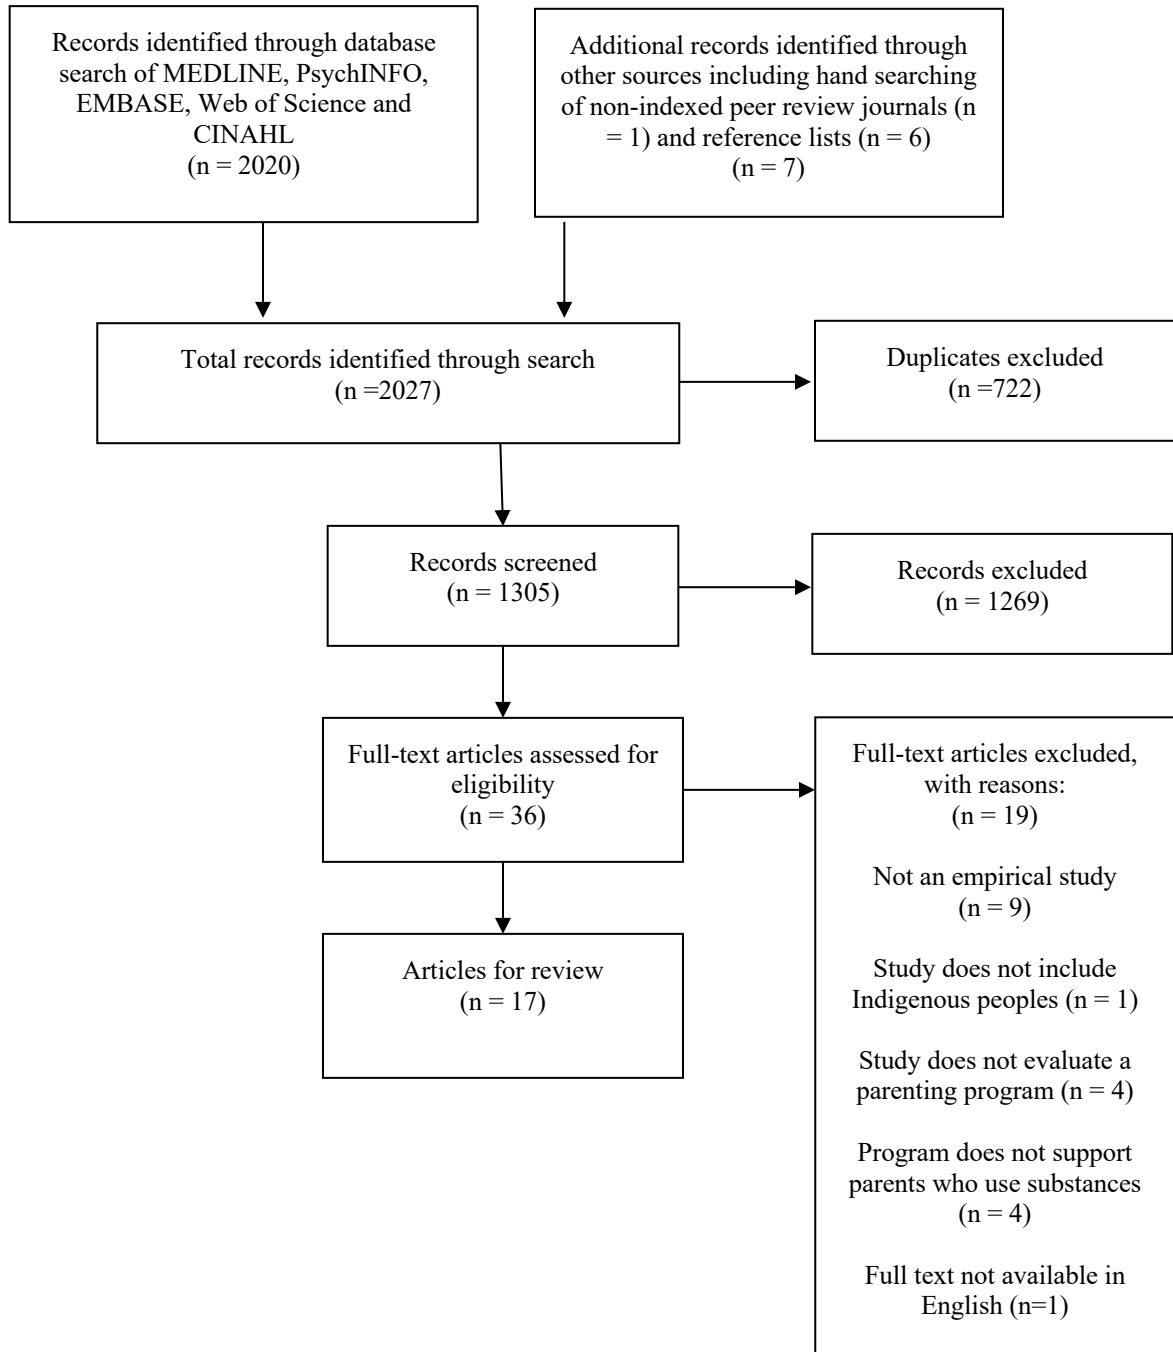 Records identified through database
search of MEDLINE, PsychINFO,
EMBASE, Web of Science and
CINAHL
(n = 2020)
Additional records identified through
other sources including hand searching
of non-indexed peer review journals (n
= 1) and reference lists (n = 6)
(n = 7)
Total records identified through search
(n =2027)
Duplicates excluded
(n =722)
Records screened
(n = 1305)
Records excluded
(n = 1269)
Full-text articles assessed for
eligibility
(n = 36)
Full-text articles excluded,
with reasons:
(n = 19)
Not an empirical study
(n = 9)
Study does not include
Indigenous peoples (n = 1)
Study does not evaluate a
parenting program (n = 4)
Program does not support
parents who use substances
(n = 4)
Full text not available in
English (n=1)
Articles for review
(n = 17)